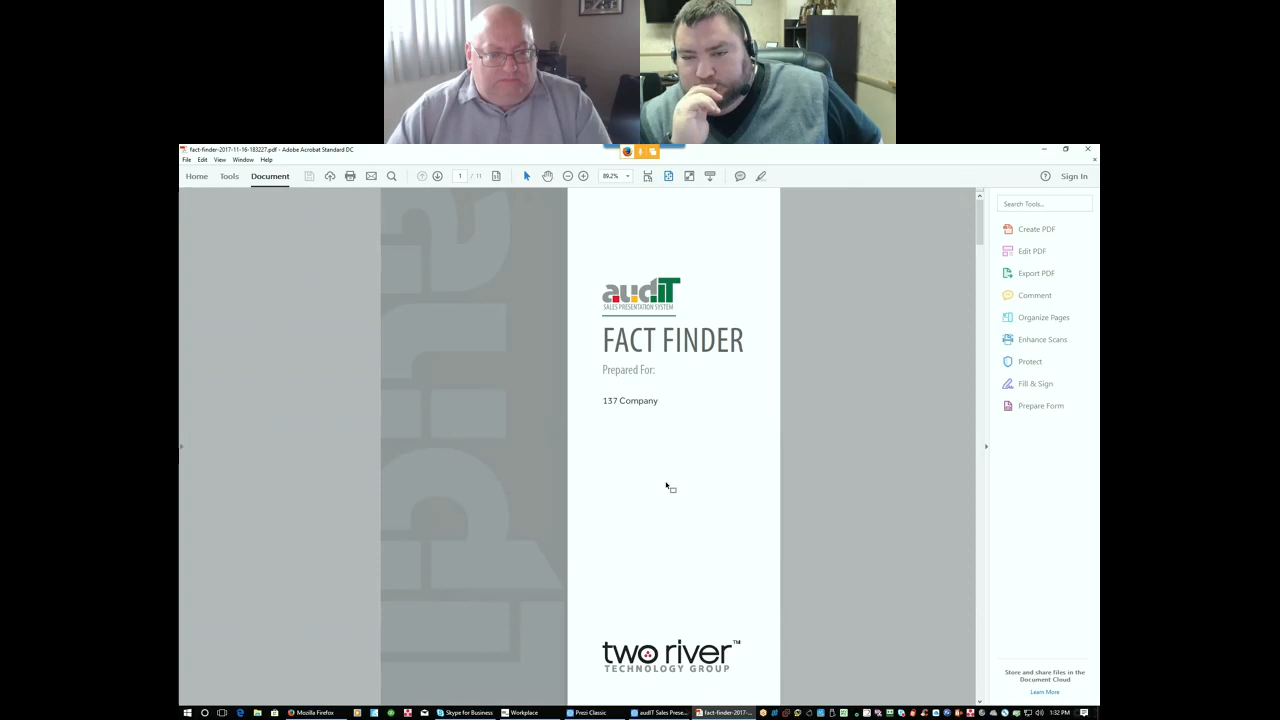 fact-finder-2017-11-16-183227.pdf - Adobe Acrobat Standard DC
File Edit View Window Help
Home Tools Document 1 / 11 89.2% Sign In
Search Tools...
Create PDF
Edit PDF
Export PDF
Comment
Organize Pages
Enhance Scans
Protect
Fill & Sign
Prepare Form
audIT
SALES PRESENTATION SYSTEM
FACT FINDER
Prepared For:
137 Company
two river™
TECHNOLOGY GROUP
Store and share files in the
Document Cloud
Learn More
Mozilla Firefox Skype for Business Workplace Prezi Classic audIT Sales Prese... fact-finder-2017-... 1:32 PM